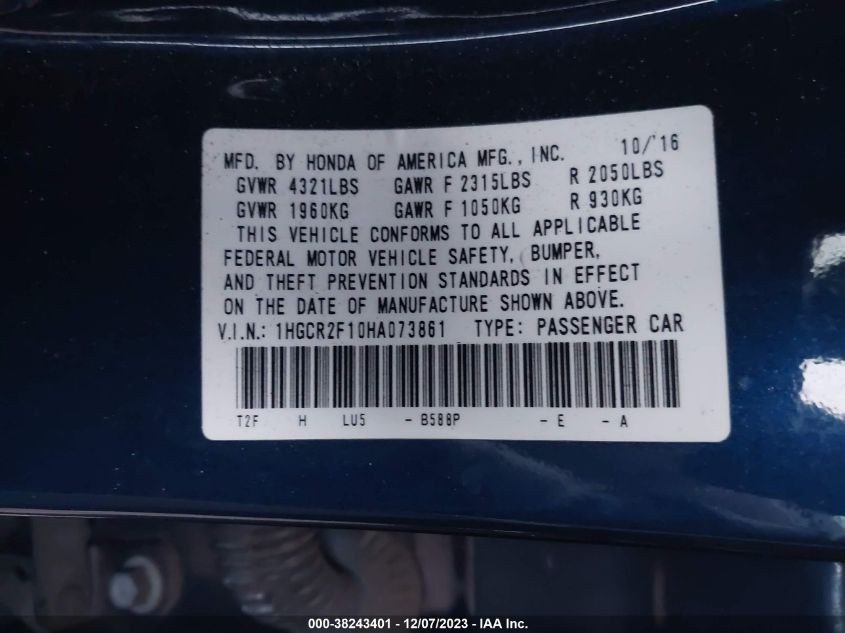 MFD. BY HONDA OF AMERICA MFG., INC. 10/'16
GVWR 4321LBS GAWR F 2315LBS R 2050LBS
GVWR 1960KG GAWR F 1050KG R 930KG
THIS VEHICLE CONFORMS TO ALL APPLICABLE
FEDERAL MOTOR VEHICLE SAFETY, BUMPER,
AND THEFT PREVENTION STANDARDS IN EFFECT
ON THE DATE OF MANUFACTURE SHOWN ABOVE.
V.I.N.: 1HGCR2F10HA073861 TYPE: PASSENGER CAR
T2F H LU5 - B588P - E - A
000-38243401 - 12/07/2023 - IAA Inc.